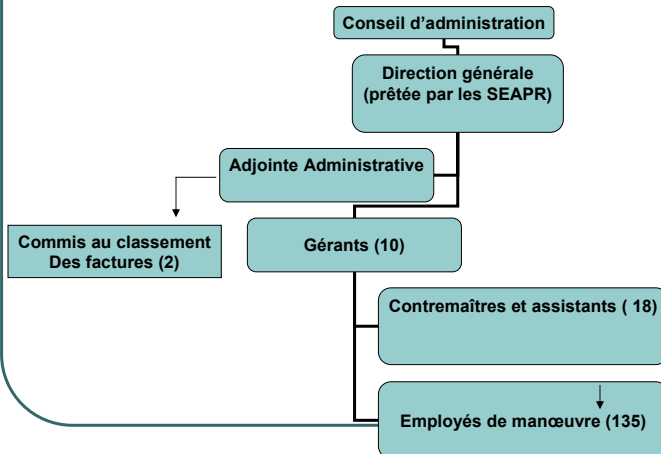 Conseil d'administration
Direction générale
(prêtée par les SEAPR)
Adjointe Administrative
Commis au classement
Des factures (2)
Gérants (10)
Contremaîtres et assistants ( 18)
Employés de manœuvre (135)